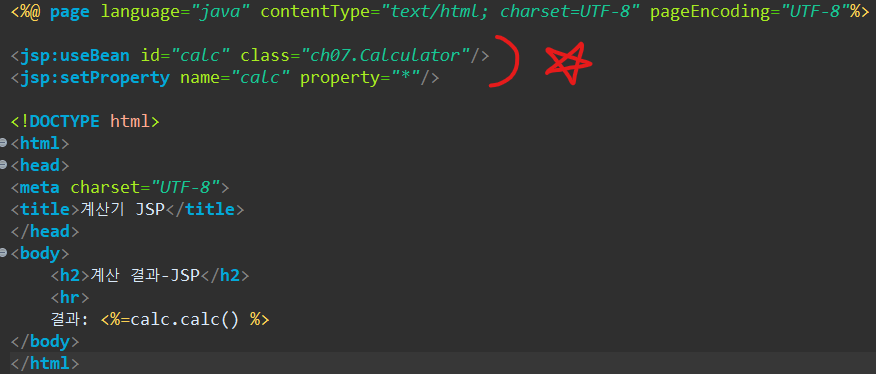 <%@ page language="java" contentType="text/html; charset=UTF-8" pageEncoding="UTF-8"%>
<jsp:useBean id="calc" class="ch07.Calculator"/>
<jsp:setProperty name="calc" property="*"/>
<!DOCTYPE html>
<html>
<head>
<meta charset="UTF-8">
<title>계산기 JSP</title>
</head>
<body>
<h2>계산 결과-JSP</h2>
<hr>
결과: <%=calc.calc() %>
</body>
</html>